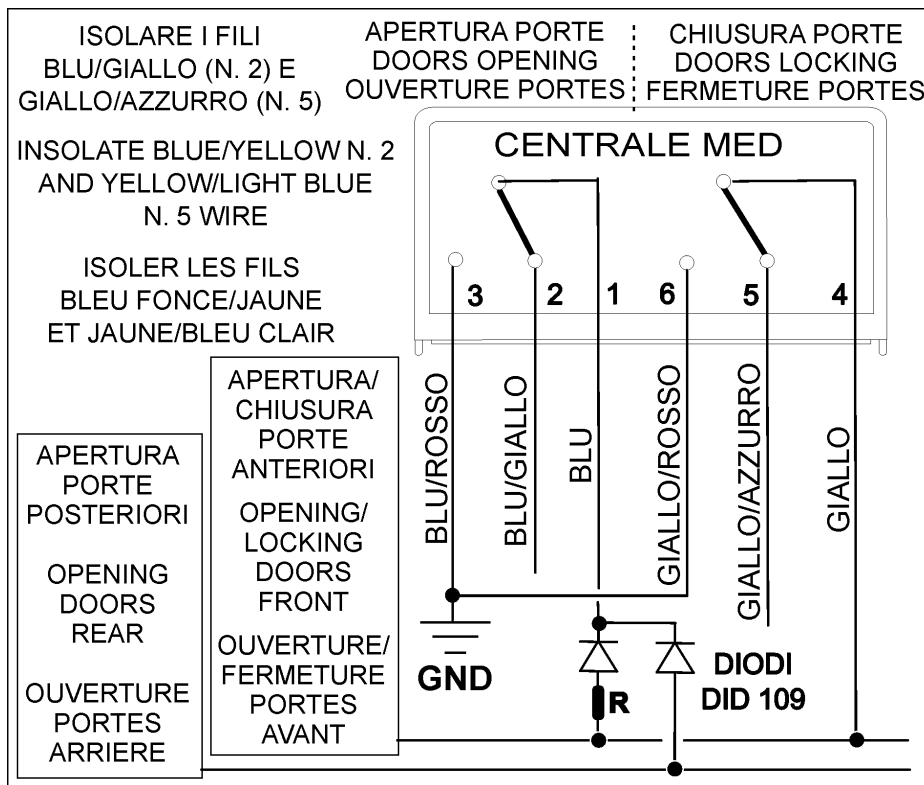 ISOLARE I FILI
BLU/GIALLO (N. 2) E
GIALLO/AZZURRO (N. 5)
INSOLATE BLUE/YELLOW N. 2
AND YELLOW/LIGHT BLUE
N. 5 WIRE
ISOLER LES FILS
BLEU FONCE/JAUNE
ET JAUNE/BLEU CLAIR
APERTURA PORTE
DOORS OPENING
OUVERTURE PORTES
CHIUSURA PORTE
DOORS LOCKING
FERMETURE PORTES
CENTRALE MED
3 2 1 6 5 4
BLU/ROSSO
BLU/GIALLO
BLU
GIALLO/ROSSO
GIALLO/AZZURRO
GIALLO
APERTURA
PORTE
POSTERIORI
OPENING
DOORS
REAR
OUVERTURE
PORTES
ARRIERE
APERTURA/
CHIUSURA
PORTE
ANTERIORI
OPENING/
LOCKING
DOORS
FRONT
OUVERTURE/
FERMETURE
PORTES
AVANT
GND
R
DIODI
DID 109